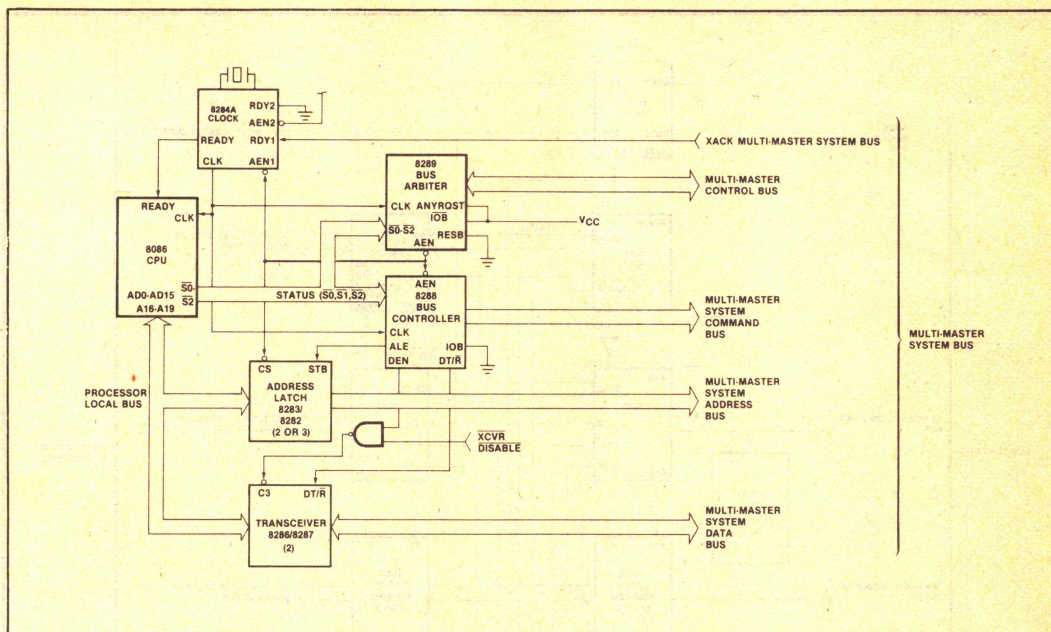 8284A
CLOCK
RDY2
AEN2
READY
RDY1
CLK
AEN1
XACK MULTI-MASTER SYSTEM BUS
8289
BUS
ARBITER
MULTI-MASTER
CONTROL BUS
CLK
ANYRQST
IOB
VCC
S0-S2
RESB
AEN
READY
CLK
8086
CPU
S0-
S2
AD0-AD15
A16-A19
STATUS (S0,S1,S2)
AEN
8288
BUS
CONTROLLER
CLK
ALE
IOB
DEN
DT/R
MULTI-MASTER
SYSTEM
COMMAND
BUS
MULTI-MASTER
SYSTEM BUS
PROCESSOR
LOCAL BUS
CS
STB
ADDRESS
LATCH
8283/
8282
(2 OR 3)
MULTI-MASTER
SYSTEM
ADDRESS
BUS
XCVR
DISABLE
C3
DT/R
TRANSCEIVER
8286/8287
(2)
MULTI-MASTER
SYSTEM
DATA
BUS